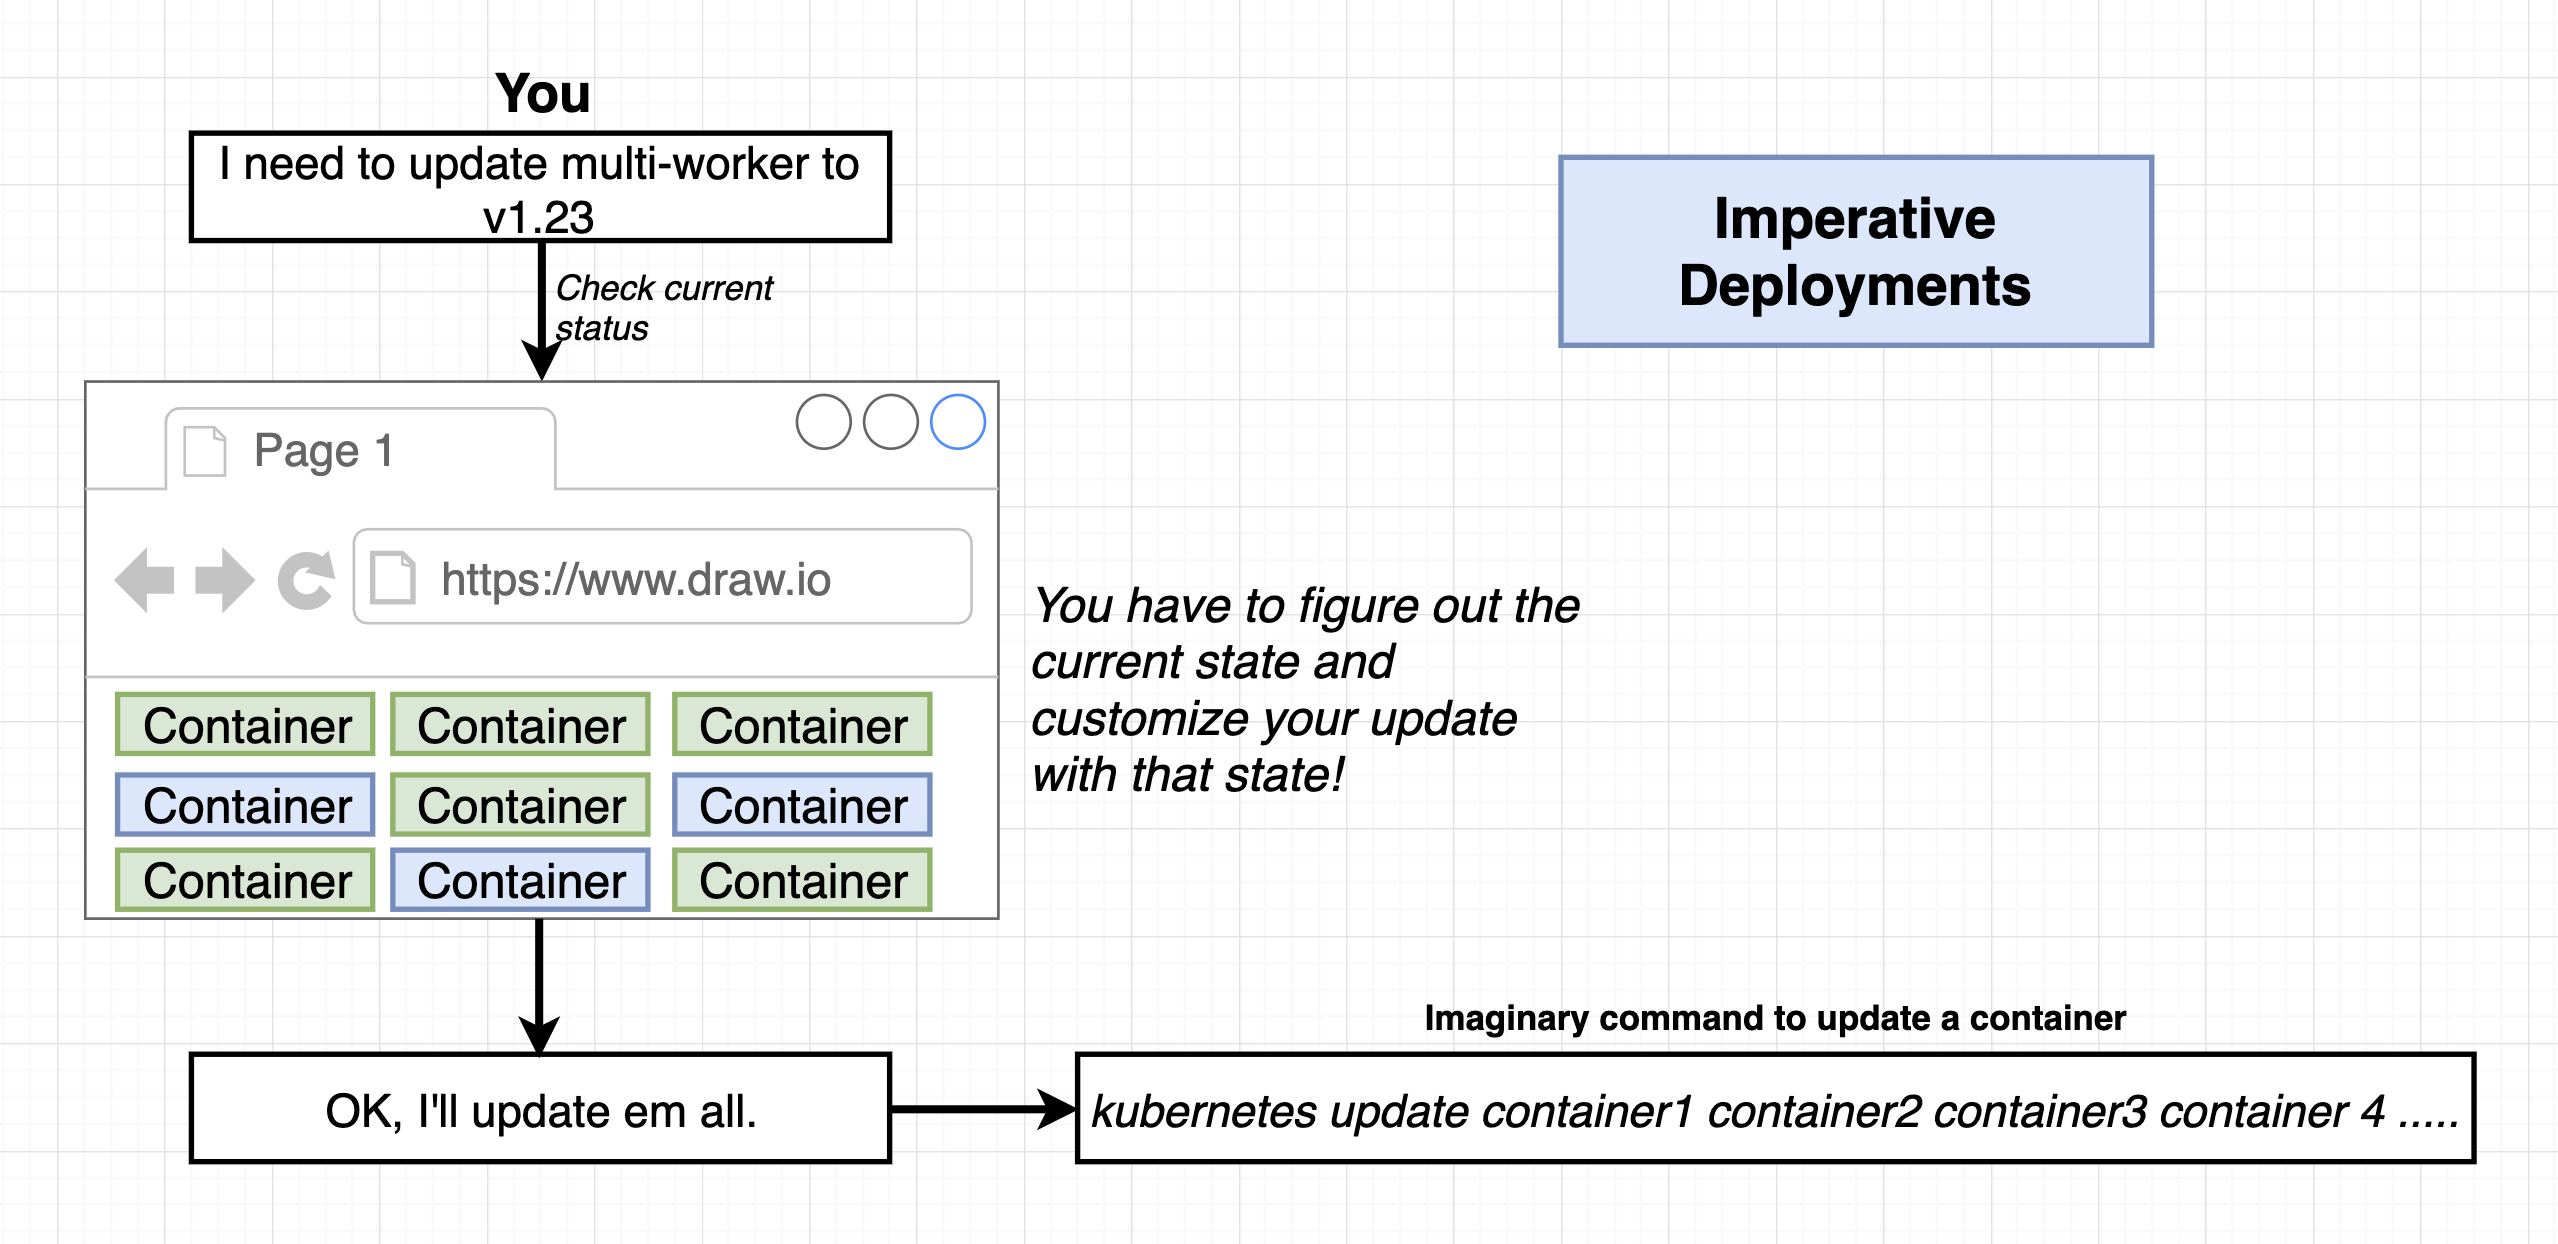 You
I need to update multi-worker to
v1.23
Imperative
Deployments
Check current
status
Page 1
https://www.draw.io
You have to figure out the
current state and
customize your update
with that state!
Container Container Container
Container Container Container
Container Container Container
Imaginary command to update a container
OK, I'll update em all.
kubernetes update container1 container2 container3 container 4 .....